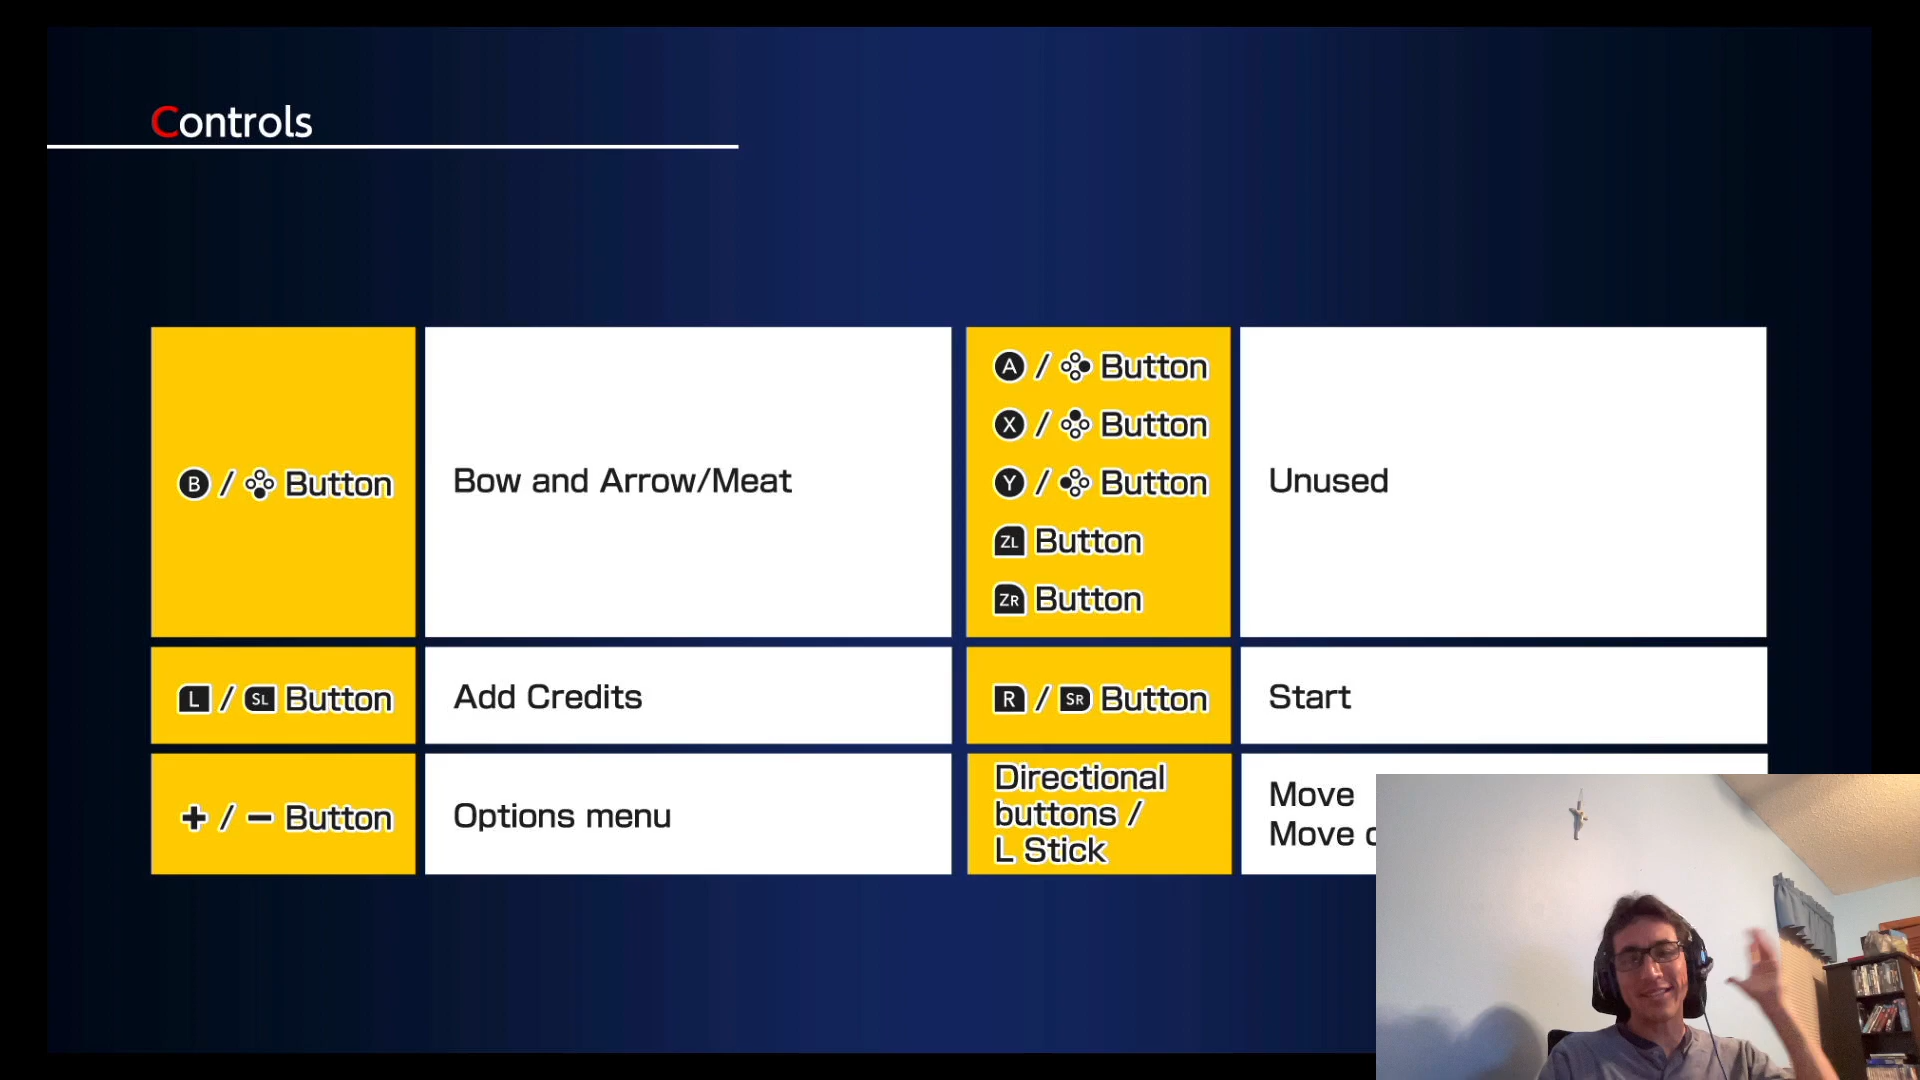 Controls
B / Button
Bow and Arrow/Meat
A / Button
X / Button
Y / Button
ZL Button
ZR Button
Unused
L / SL Button
Add Credits
R / SR Button
Start
+ / − Button
Options menu
Directional
buttons /
L Stick
Move
Move